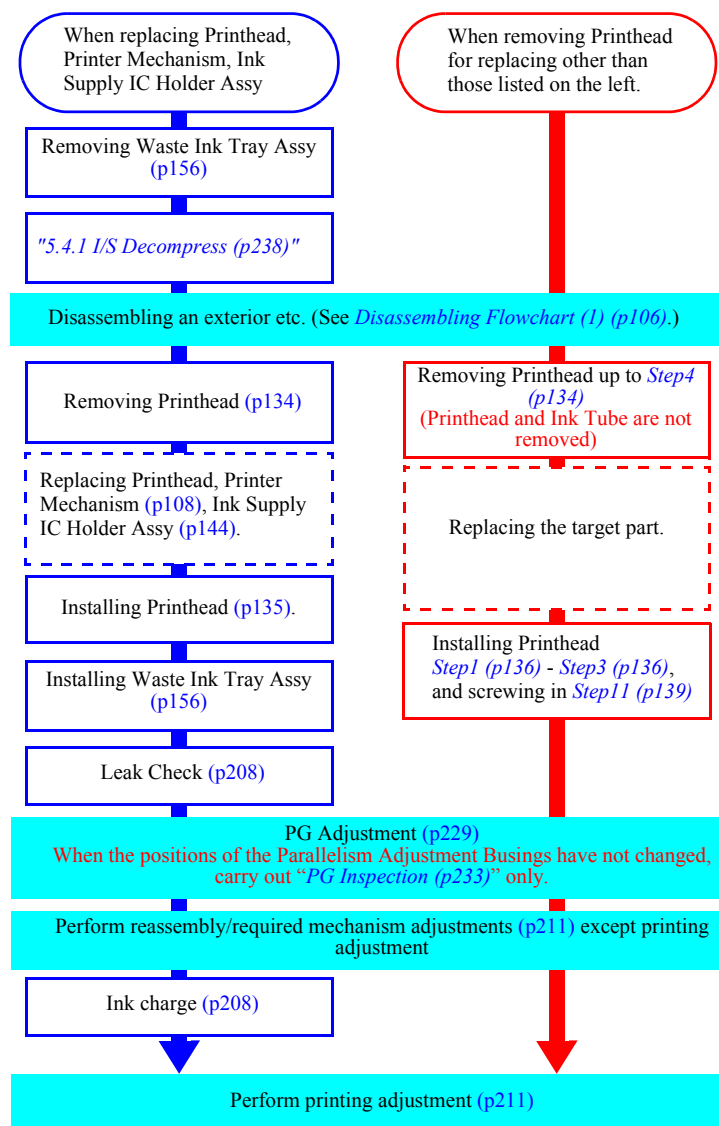 When replacing Printhead,
Printer Mechanism, Ink
Supply IC Holder Assy
When removing Printhead
for replacing other than
those listed on the left.
Removing Waste Ink Tray Assy
(p156)
"5.4.1 I/S Decompress (p238)"
Disassembling an exterior etc. (See Disassembling Flowchart (1) (p106).)
Removing Printhead (p134)
Removing Printhead up to Step4
(p134)
(Printhead and Ink Tube are not
removed)
Replacing Printhead, Printer
Mechanism (p108), Ink Supply
IC Holder Assy (p144).
Replacing the target part.
Installing Printhead (p135).
Installing Printhead
Step1 (p136) - Step3 (p136),
and screwing in Step11 (p139)
Installing Waste Ink Tray Assy
(p156)
Leak Check (p208)
PG Adjustment (p229)
When the positions of the Parallelism Adjustment Busings have not changed,
carry out “PG Inspection (p233)” only.
Perform reassembly/required mechanism adjustments (p211) except printing
adjustment
Ink charge (p208)
Perform printing adjustment (p211)